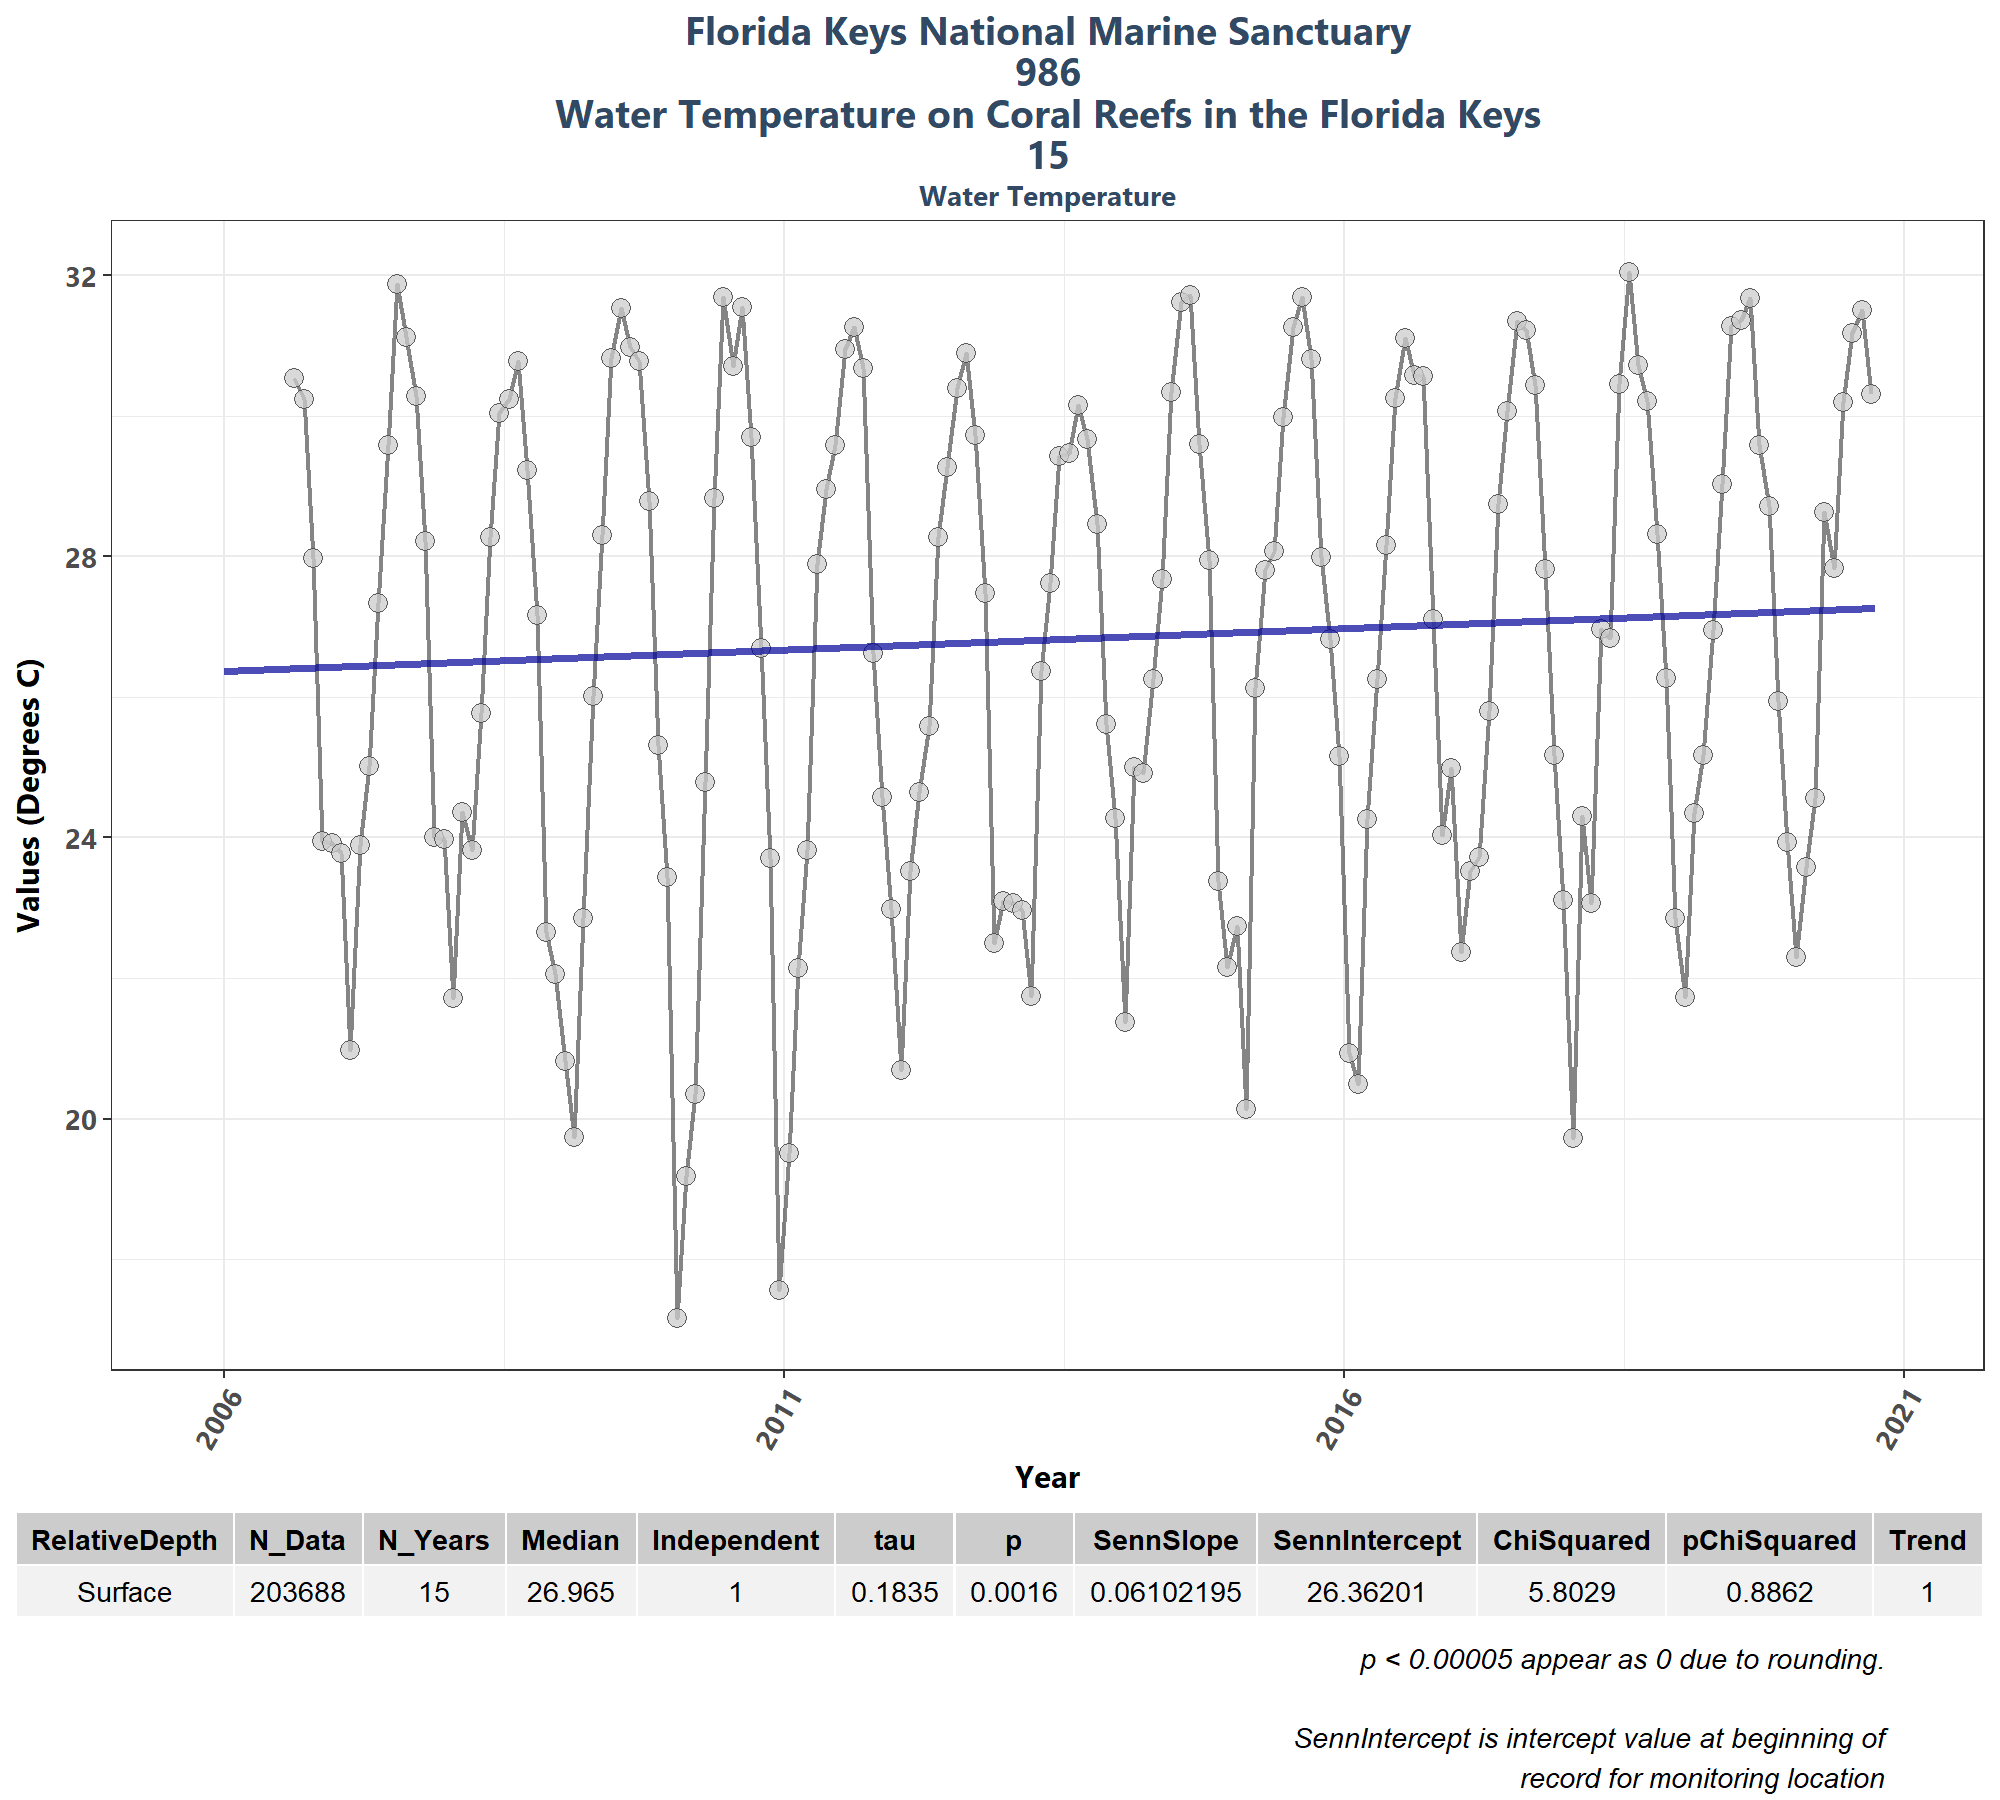 Florida Keys National Marine Sanctuary
986
Water Temperature on Coral Reefs in the Florida Keys
15
Water Temperature
32
28
24
20
Values (Degrees C)
2006 2011 2016 2021
Year
RelativeDepth N_Data N_Years Median Independent tau p SennSlope SennIntercept ChiSquared pChiSquared Trend
Surface 203688 15 26.965 1 0.1835 0.0016 0.06102195 26.36201 5.8029 0.8862 1
p < 0.00005 appear as 0 due to rounding.
SennIntercept is intercept value at beginning of
record for monitoring location